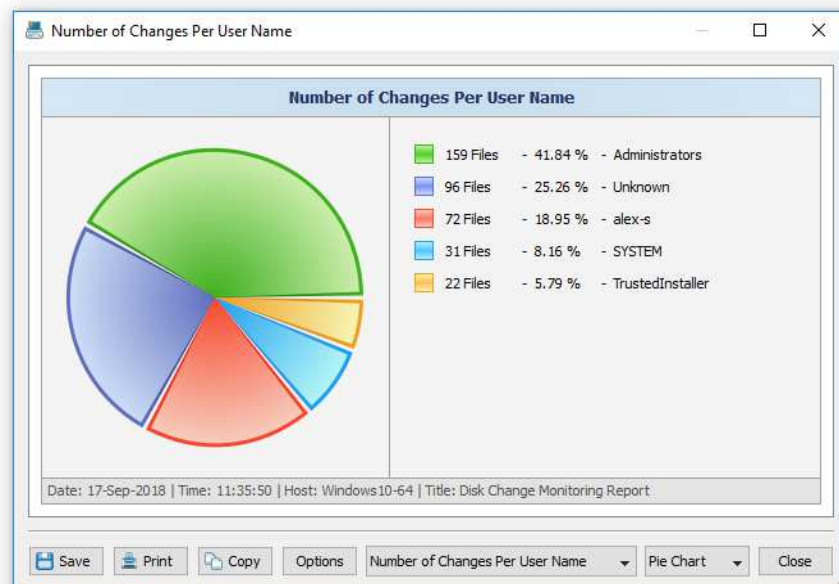 Number of Changes Per User Name
Number of Changes Per User Name
159 Files - 41.84 % - Administrators
96 Files - 25.26 % - Unknown
72 Files - 18.95 % - alex-s
31 Files - 8.16 % - SYSTEM
22 Files - 5.79 % - TrustedInstaller
Date: 17-Sep-2018 | Time: 11:35:50 | Host: Windows10-64 | Title: Disk Change Monitoring Report
Save Print Copy Options Number of Changes Per User Name Pie Chart Close